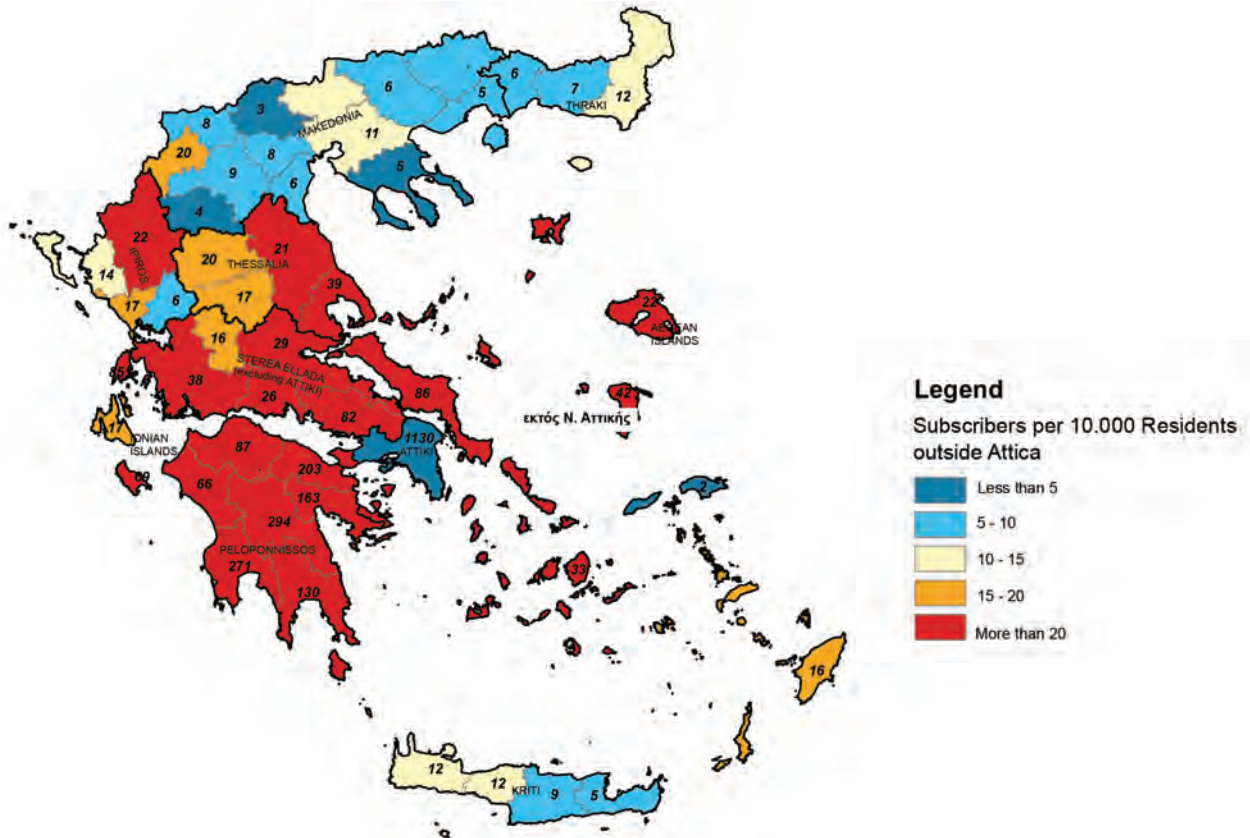 3
6
5
6
7
THRAKI
12
8
MAKEDONIA
11
20
9
8
6
5
4
22
IPIROS
14
17
6
20
THESSALIA
21
39
17
22
AEGEAN
ISLANDS
16
29
STEREA ELLADA
(excluding ATTIKI)
38
26
82
86
42
εκτός Ν. Αττικής
85
17
ONIAN
ISLANDS
69
1130
ATTIKI
87
203
66
163
294
PELOPONNISSOS
271
130
2
33
16
12
12
KRITI
9
5
Legend
Subscribers per 10.000 Residents
outside Attica
Less than 5
5 - 10
10 - 15
15 - 20
More than 20